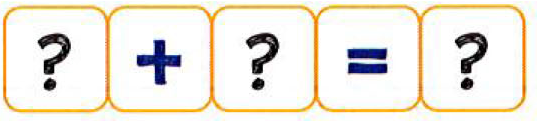 ? + ? = ?